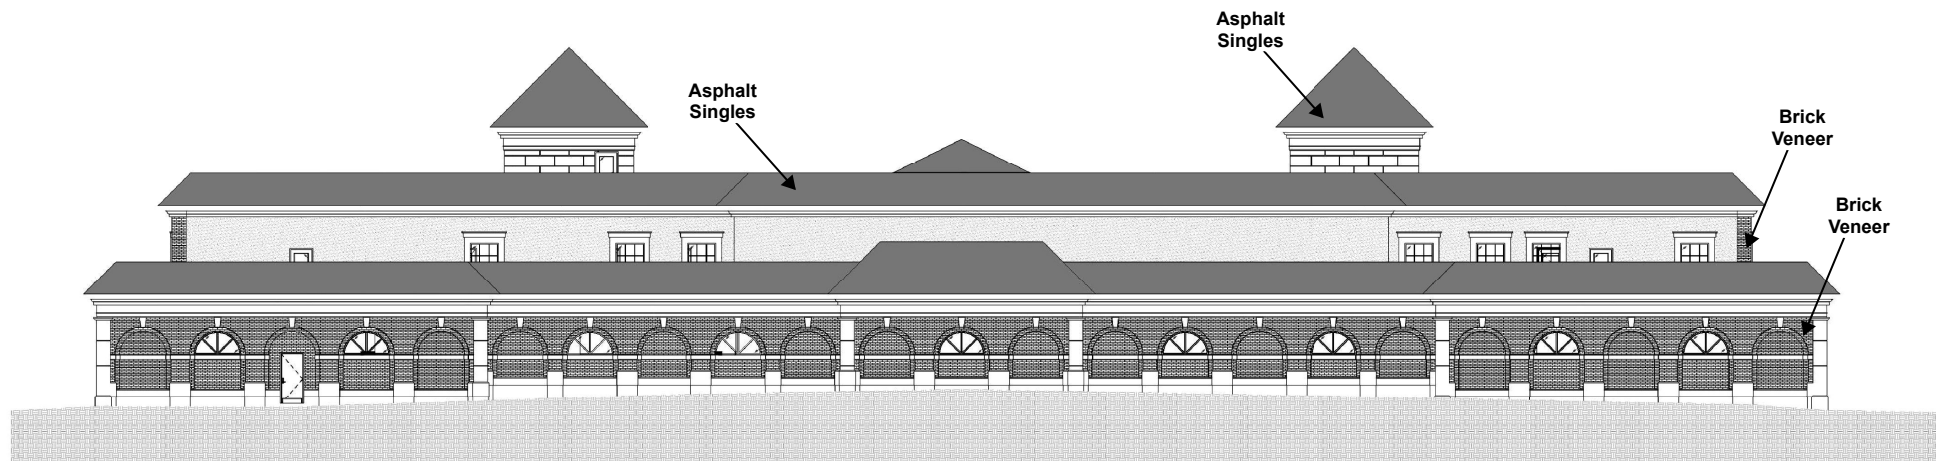 Asphalt
Singles
Asphalt
Singles
Brick
Veneer
Brick
Veneer